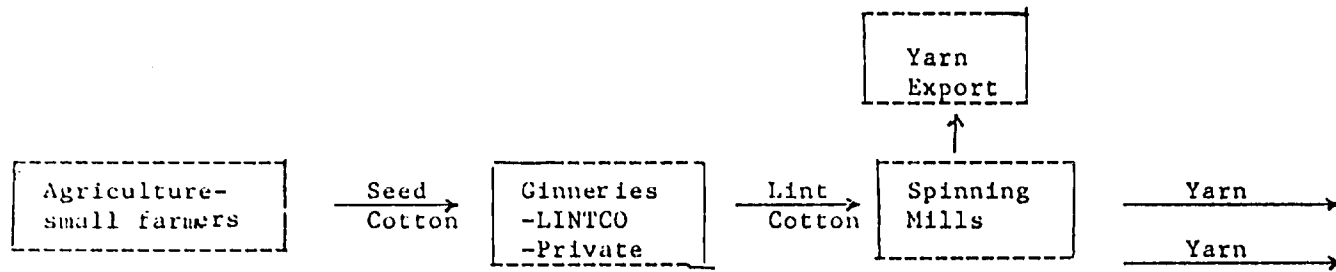 Yarn
Export
Agriculture-
small farmers
Seed
Cotton
Ginneries
-LINTCO
-Private
Lint
Cotton
Spinning
Mills
Yarn
Yarn